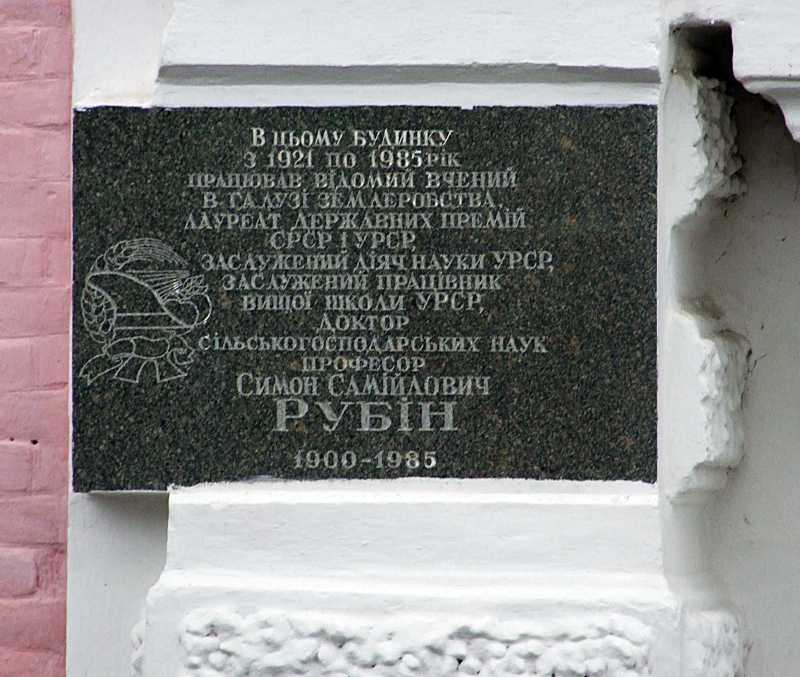 В цьому будинку
з 1921 по 1985 рік
працював відомий вчений
в галузі землеробства,
лауреат Державних премій
СРСР і УРСР,
заслужений діяч науки УРСР,
заслужений працівник
вищої школи УРСР,
доктор
сільськогосподарських наук
професор
Симон Самійлович
РУБІН
1900-1985